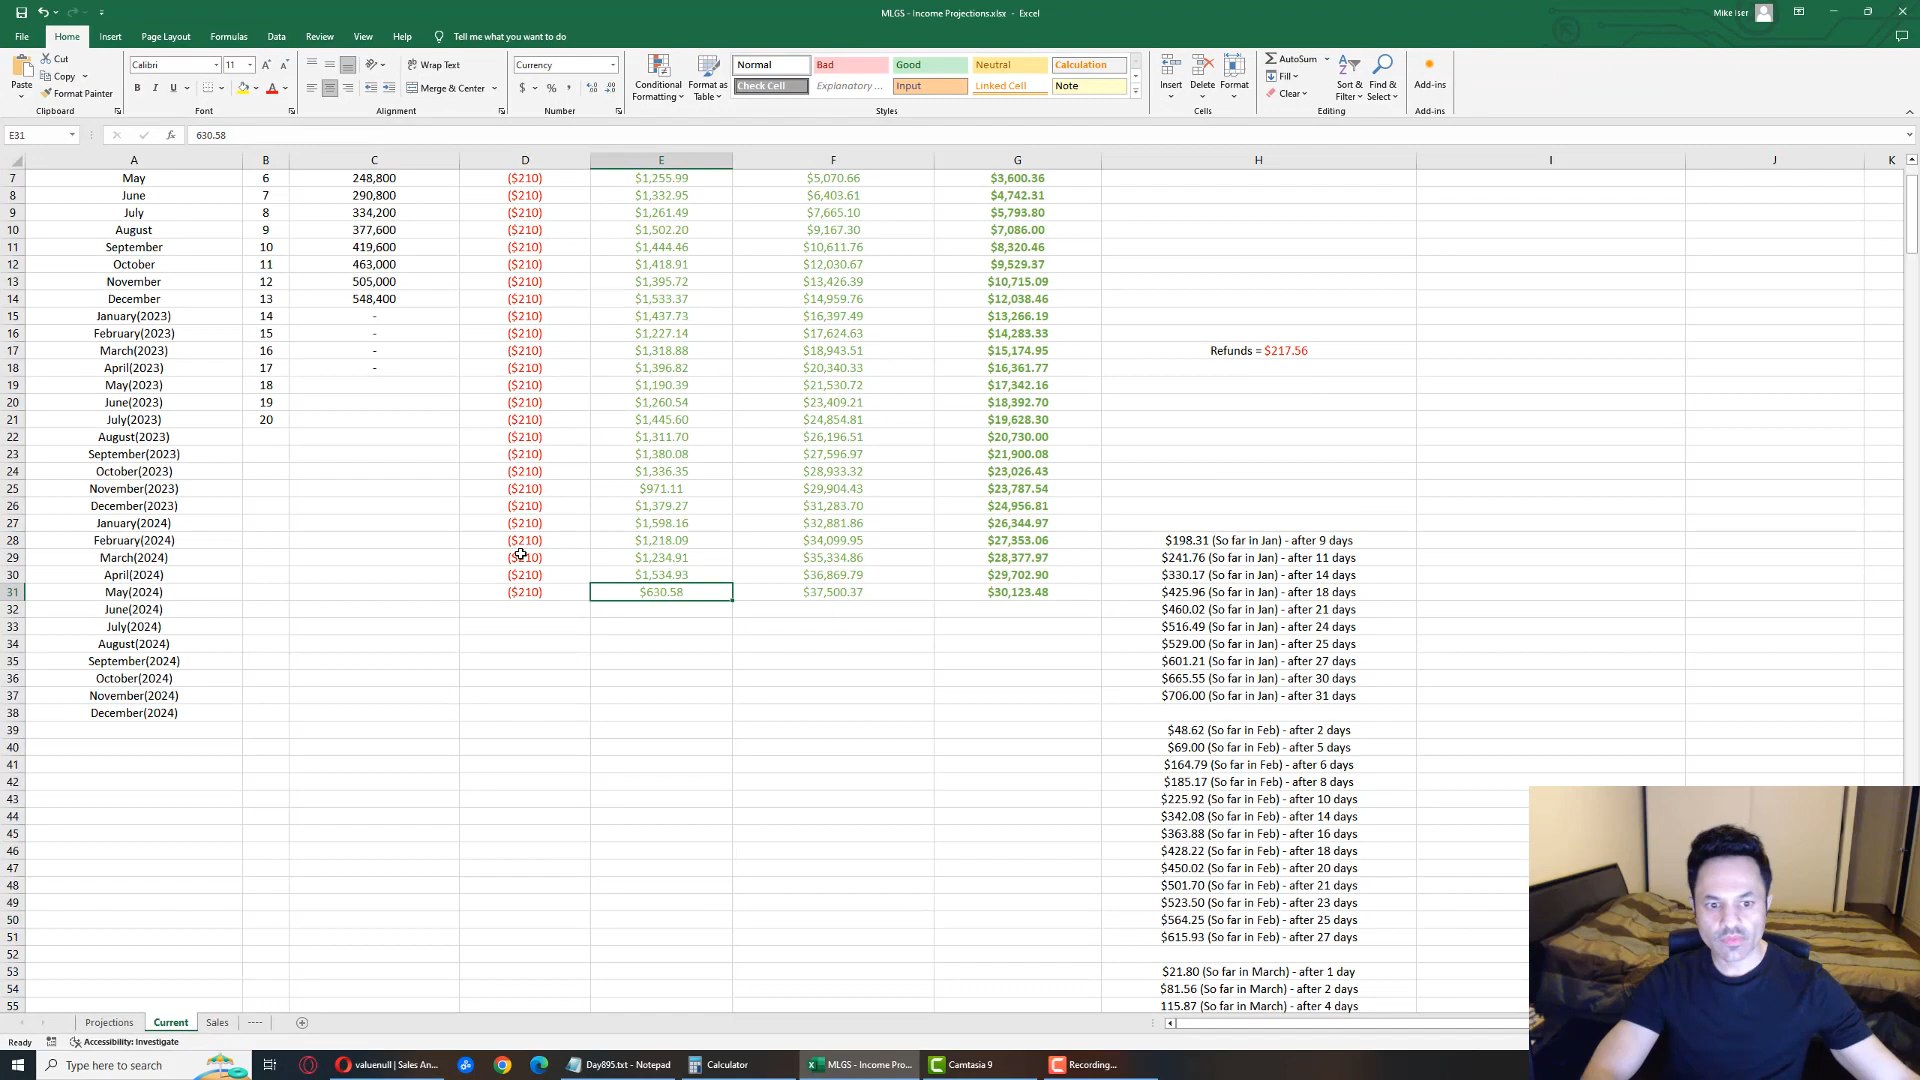 MLGS - Income Projections.xlsx - Excel
Mike Iser
File Home Insert Page Layout Formulas Data Review View Help Tell me what you want to do
Paste Cut Copy Format Painter
Calibri 11
B I U
Wrap Text
Merge & Center
Currency
$ % ,
Conditional Formatting Format as Table
Normal Bad Good Neutral Calculation
Check Cell Explanatory ... Input Linked Cell Note
Insert Delete Format
AutoSum
Fill
Clear
Sort & Filter Find & Select
Add-ins
Clipboard Font Alignment Number Styles Cells Editing Add-ins
E31 fx 630.58
A B C D E F G H I J K
7 May 6 248,800 ($210) $1,255.99 $5,070.66 $3,600.36
8 June 7 290,800 ($210) $1,332.95 $6,403.61 $4,742.31
9 July 8 334,200 ($210) $1,261.49 $7,665.10 $5,793.80
10 August 9 377,600 ($210) $1,502.20 $9,167.30 $7,086.00
11 September 10 419,600 ($210) $1,444.46 $10,611.76 $8,320.46
12 October 11 463,000 ($210) $1,418.91 $12,030.67 $9,529.37
13 November 12 505,000 ($210) $1,395.72 $13,426.39 $10,715.09
14 December 13 548,400 ($210) $1,533.37 $14,959.76 $12,038.46
15 January(2023) 14 - ($210) $1,437.73 $16,397.49 $13,266.19
16 February(2023) 15 - ($210) $1,227.14 $17,624.63 $14,283.33
17 March(2023) 16 - ($210) $1,318.88 $18,943.51 $15,174.95 Refunds = $217.56
18 April(2023) 17 - ($210) $1,396.82 $20,340.33 $16,361.77
19 May(2023) 18 ($210) $1,190.39 $21,530.72 $17,342.16
20 June(2023) 19 ($210) $1,260.54 $23,409.21 $18,392.70
21 July(2023) 20 ($210) $1,445.60 $24,854.81 $19,628.30
22 August(2023) ($210) $1,311.70 $26,196.51 $20,730.00
23 September(2023) ($210) $1,380.08 $27,596.97 $21,900.08
24 October(2023) ($210) $1,336.35 $28,933.32 $23,026.43
25 November(2023) ($210) $971.11 $29,904.43 $23,787.54
26 December(2023) ($210) $1,379.27 $31,283.70 $24,956.81
27 January(2024) ($210) $1,598.16 $32,881.86 $26,344.97
28 February(2024) ($210) $1,218.09 $34,099.95 $27,353.06 $198.31 (So far in Jan) - after 9 days
29 March(2024) ($210) $1,234.91 $35,334.86 $28,377.97 $241.76 (So far in Jan) - after 11 days
30 April(2024) ($210) $1,534.93 $36,869.79 $29,702.90 $330.17 (So far in Jan) - after 14 days
31 May(2024) ($210) $630.58 $37,500.37 $30,123.48 $425.96 (So far in Jan) - after 18 days
32 June(2024) $460.02 (So far in Jan) - after 21 days
33 July(2024) $516.49 (So far in Jan) - after 24 days
34 August(2024) $529.00 (So far in Jan) - after 25 days
35 September(2024) $601.21 (So far in Jan) - after 27 days
36 October(2024) $665.55 (So far in Jan) - after 30 days
37 November(2024) $706.00 (So far in Jan) - after 31 days
38 December(2024)
39 $48.62 (So far in Feb) - after 2 days
40 $69.00 (So far in Feb) - after 5 days
41 $164.79 (So far in Feb) - after 6 days
42 $185.17 (So far in Feb) - after 8 days
43 $225.92 (So far in Feb) - after 10 days
44 $342.08 (So far in Feb) - after 14 days
45 $363.88 (So far in Feb) - after 16 days
46 $428.22 (So far in Feb) - after 18 days
47 $450.02 (So far in Feb) - after 20 days
48 $501.70 (So far in Feb) - after 21 days
49 $523.50 (So far in Feb) - after 23 days
50 $564.25 (So far in Feb) - after 25 days
51 $615.93 (So far in Feb) - after 27 days
52
53 $21.80 (So far in March) - after 1 day
54 $81.56 (So far in March) - after 2 days
55 115.87 (So far in March) - after 4 days
Projections Current Sales ----
Ready Accessibility: Investigate
Type here to search valuenull | Sales An... Day895.txt - Notepad Calculator MLGS - Income Pro... Camtasia 9 Recording...